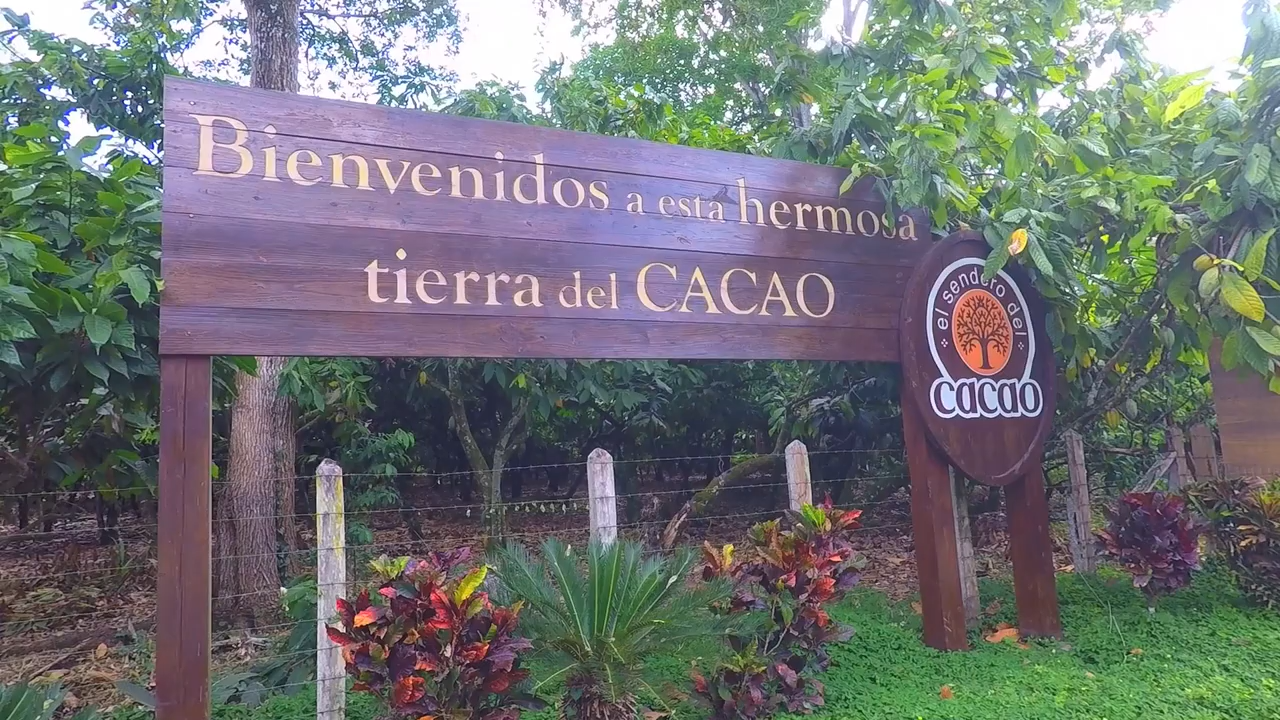 Bienvenidos a esta hermosa
tierra del CACAO
el sendero del
cacao